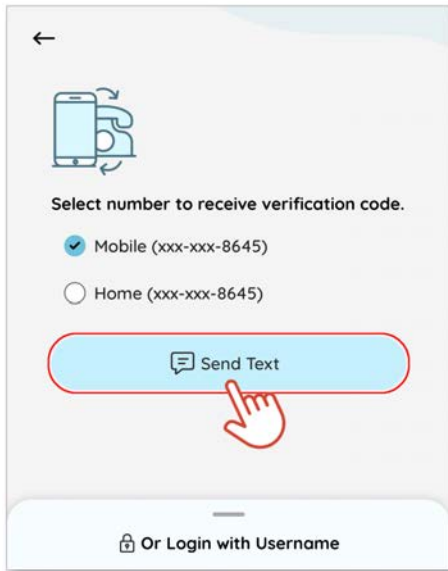 Select number to receive verification code.
Mobile (xxx-xxx-8645)
Home (xxx-xxx-8645)
Send Text
Or Login with Username